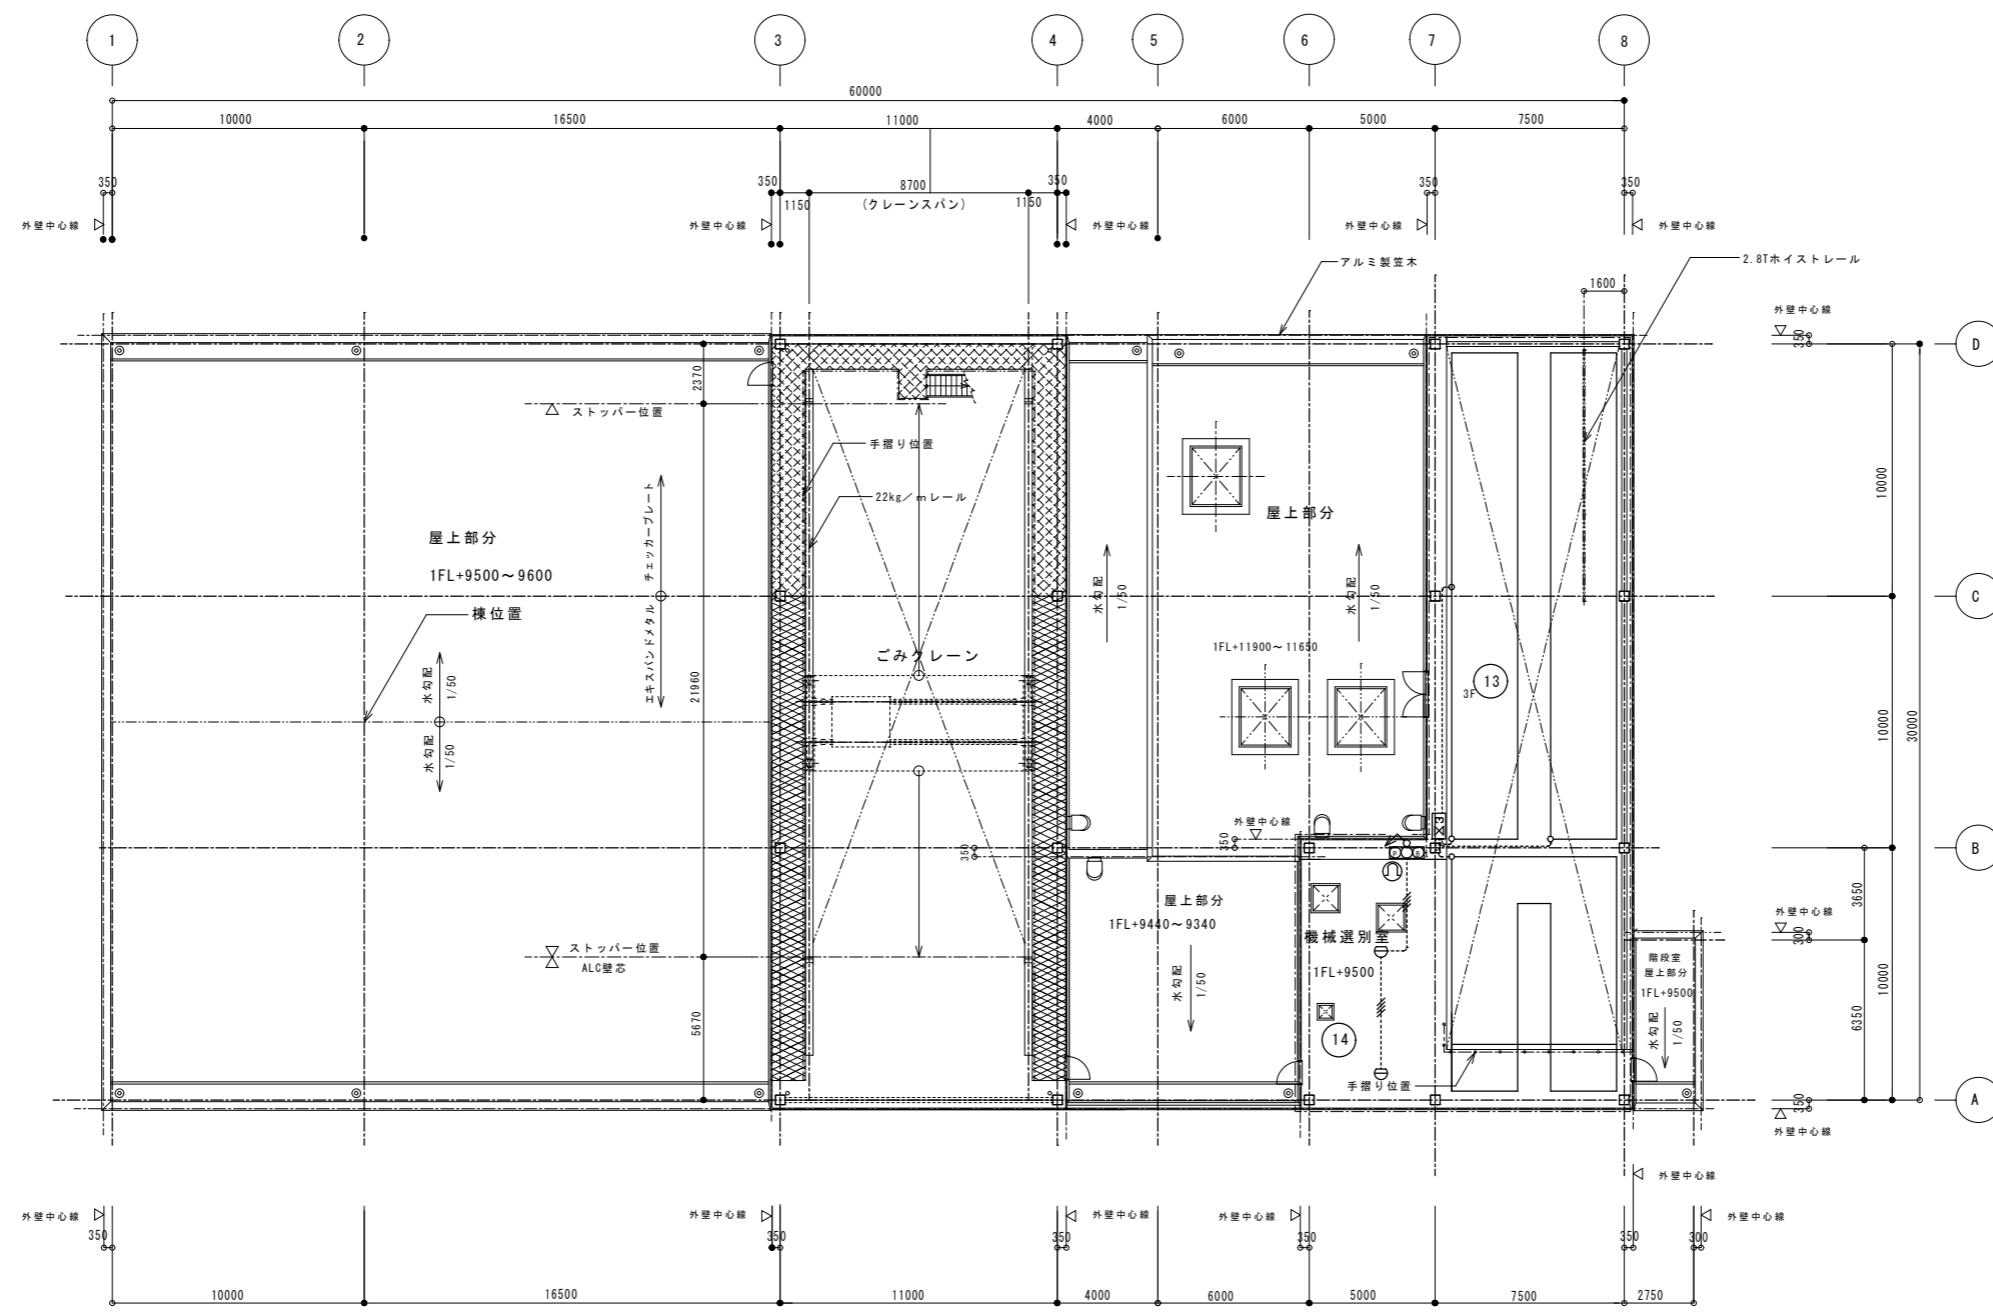 1 2 3 4 5 6 7 8
60000
10000 16500 11000 4000 6000 5000 7500
350 350 8700 350 350 350
1150 (クレーンスパン) 1150
外壁中心線 外壁中心線 外壁中心線 外壁中心線 外壁中心線
アルミ製笠木
2.8Tホイストレール
1600
外壁中心線
350
D
2370
ストッパー位置
手摺り位置
22kg/mレール
10000
エキスパンドメタル チェッカープレート
屋上部分
1FL+9500~9600
棟位置
屋上部分
水勾配 1/50
水勾配 1/50
C
1FL+11900~11650
ごみクレーン
水勾配 1/50
水勾配 1/50
21960
13
3F
10000
30000
外壁中心線
350
350
B
P
R
屋上部分
1FL+9440~9340
水勾配 1/50
機械選別室
1FL+9500
14
3650
外壁中心線
300
階段室
屋上部分
1FL+9500
水勾配 1/50
10000
6350
ストッパー位置
ALC壁芯
5670
手摺り位置
350
A
外壁中心線
外壁中心線
外壁中心線 外壁中心線 外壁中心線 外壁中心線 外壁中心線
350 350 350 350 350 300
10000 16500 11000 4000 6000 5000 7500 2750